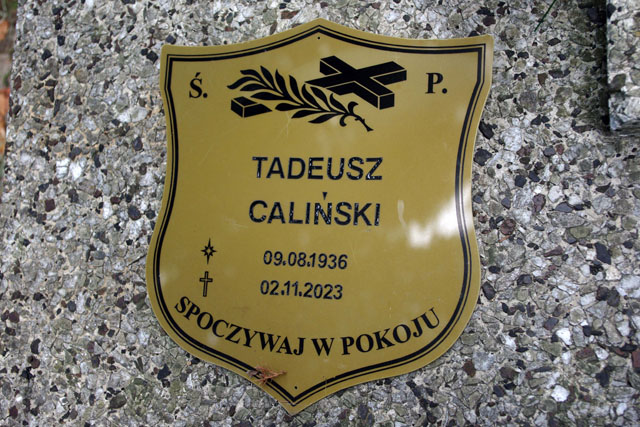 Ś. P.
TADEUSZ
CALIŃSKI
09.08.1936
02.11.2023
SPOCZYWAJ W POKOJU